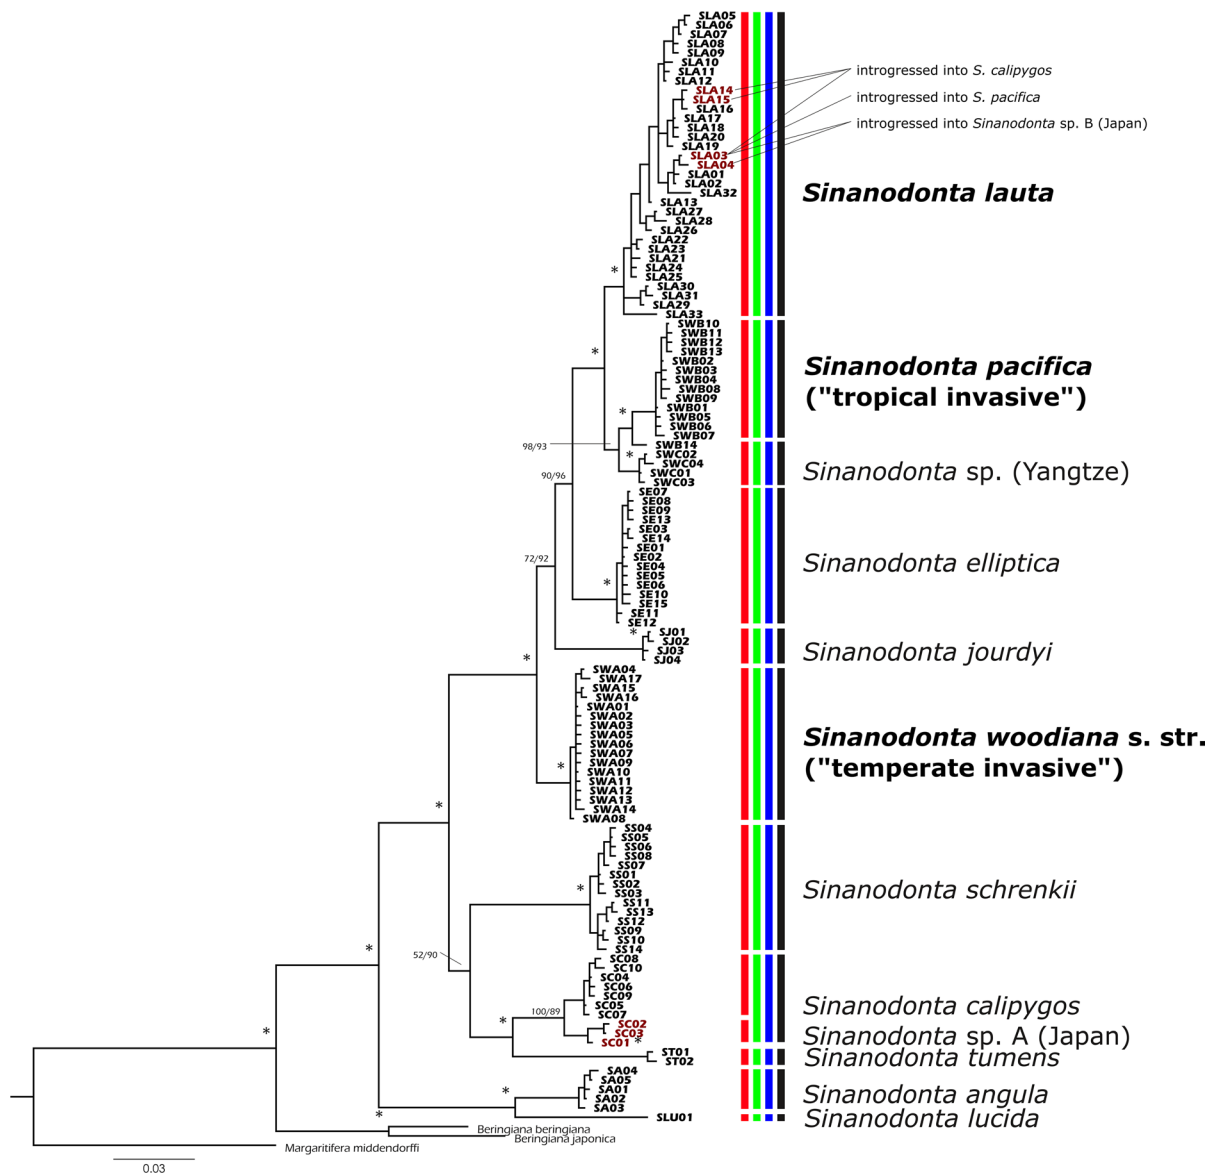 SLA05
SLA06
SLA07
SLA08
SLA09
SLA10
SLA11
SLA12
SLA14
SLA15
SLA16
SLA17
SLA18
SLA20
SLA19
SLA03
SLA04
SLA01
SLA02
SLA32
SLA13
SLA27
SLA28
SLA26
SLA22
SLA23
SLA21
SLA24
SLA25
SLA30
SLA31
SLA29
SLA33
introgressed into S. calipygos
introgressed into S. pacifica
introgressed into Sinanodonta sp. B (Japan)
Sinanodonta lauta
*
*
SWB10
SWB11
SWB12
SWB13
SWB02
SWB03
SWB04
SWB08
SWB09
SWB01
SWB05
SWB06
SWB07
SWB14
Sinanodonta pacifica
("tropical invasive")
*
98/93
*
SWC02
SWC04
SWC01
SWC03
Sinanodonta sp. (Yangtze)
90/96
SE07
SE08
SE09
SE13
SE03
SE14
SE01
SE02
SE04
SE05
SE06
SE10
SE15
SE11
SE12
Sinanodonta elliptica
72/92
*
*
SJ01
SJ02
SJ03
SJ04
Sinanodonta jourdyi
*
SWA04
SWA17
SWA15
SWA16
SWA01
SWA02
SWA03
SWA05
SWA06
SWA07
SWA09
SWA10
SWA11
SWA12
SWA13
SWA14
SWA08
Sinanodonta woodiana s. str.
("temperate invasive")
*
*
SS04
SS05
SS06
SS08
SS07
SS01
SS02
SS03
SS11
SS13
SS12
SS09
SS10
SS14
Sinanodonta schrenkii
*
*
52/90
SC08
SC10
SC04
SC06
SC09
SC05
SC07
Sinanodonta calipygos
100/89
*
SC02
SC03
SC01
*
Sinanodonta sp. A (Japan)
*
ST01
ST02
Sinanodonta tumens
SA04
SA05
SA01
SA02
SA03
Sinanodonta angula
*
*
SLU01
Sinanodonta lucida
Beringiana beringiana
Beringiana japonica
Margaritifera middendorffi
0.03